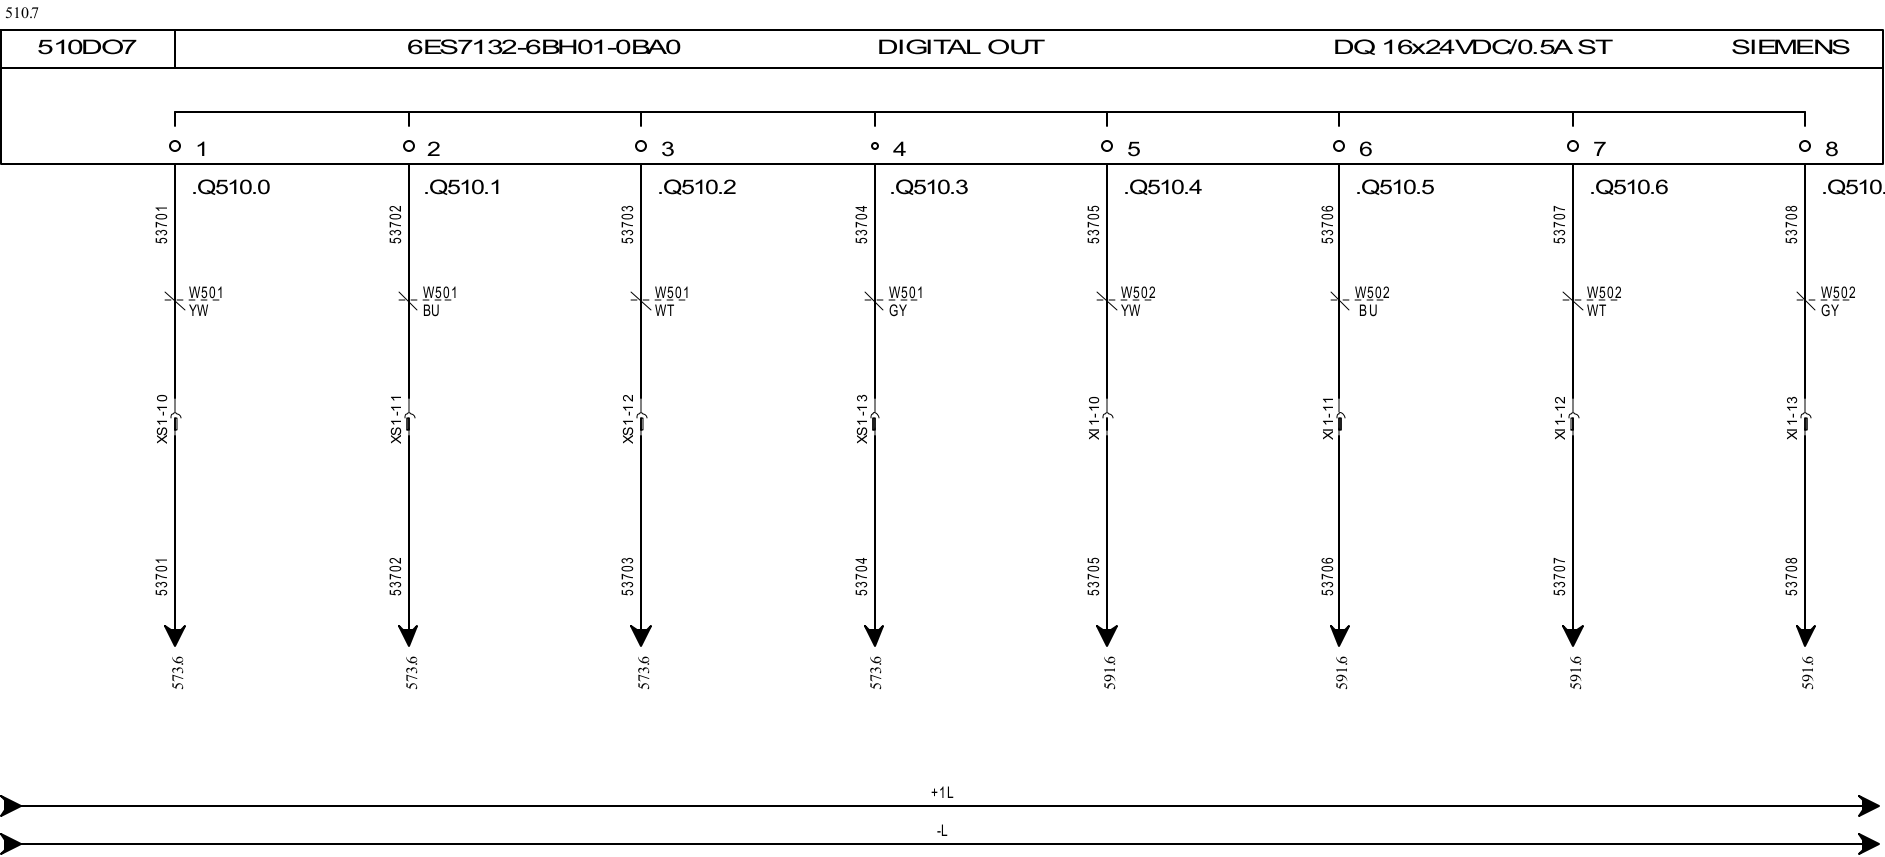 510.7
510DO7 6ES7132-6BH01-0BA0 DIGITAL OUT DQ 16x24VDC/0.5A ST SIEMENS
1 2 3 4 5 6 7 8
.Q510.0 .Q510.1 .Q510.2 .Q510.3 .Q510.4 .Q510.5 .Q510.6 .Q510.
53701 53702 53703 53704 53705 53706 53707 53708
W501 W501 W501 W501 W502 W502 W502 W502
YW BU WT GY YW BU WT GY
XS1-10 XS1-11 XS1-12 XS1-13 XI1-10 XI1-11 XI1-12 XI1-13
53701 53702 53703 53704 53705 53706 53707 53708
573.6 573.6 573.6 573.6 591.6 591.6 591.6 591.6
+1L
-L